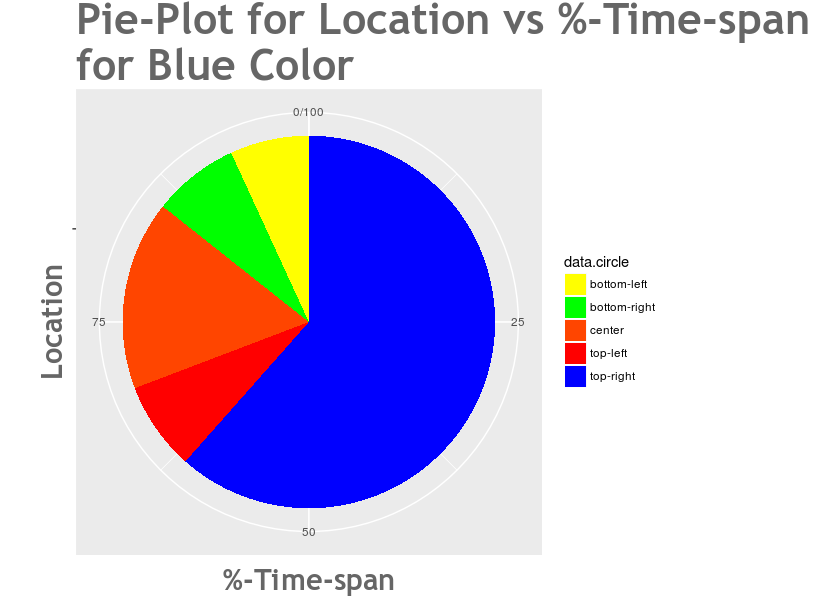 Pie-Plot for Location vs %-Time-span
for Blue Color
0/100
25
50
75
Location
%-Time-span
data.circle
bottom-left
bottom-right
center
top-left
top-right